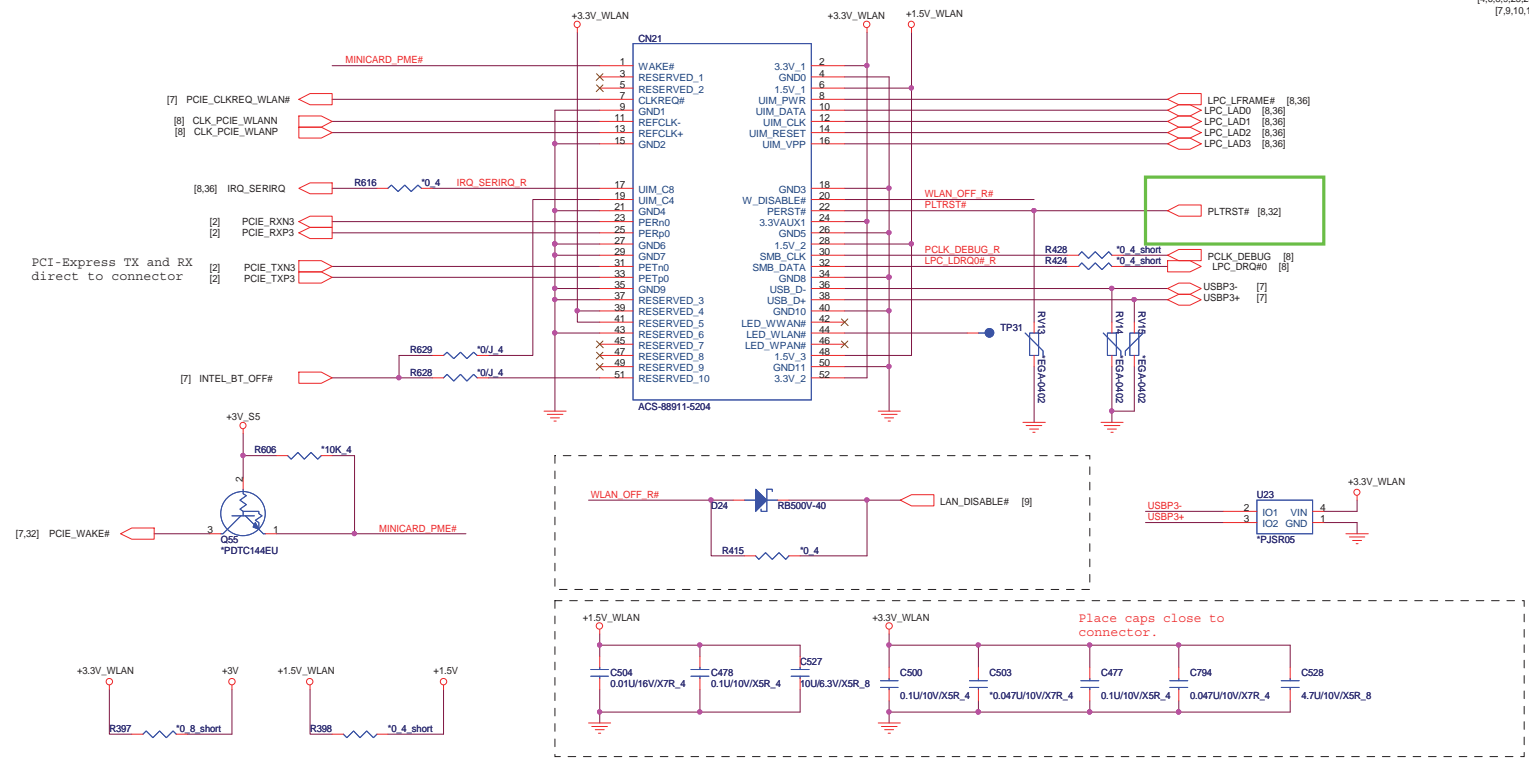 [7,9,10,1
+3.3V_WLAN
+3.3V_WLAN
+1.5V_WLAN
CN21
MINICARD_PME#
1 WAKE#
3 RESERVED_1
5 RESERVED_2
7 CLKREQ#
9 GND1
11 REFCLK-
13 REFCLK+
15 GND2
17 UIM_C8
19 UIM_C4
21 GND4
23 PERn0
25 PERp0
27 GND6
29 GND7
31 PETn0
33 PETp0
35 GND9
37 RESERVED_3
39 RESERVED_4
41 RESERVED_5
43 RESERVED_6
45 RESERVED_7
47 RESERVED_8
49 RESERVED_9
51 RESERVED_10
3.3V_1 2
GND0 4
1.5V_1 6
UIM_PWR 8
UIM_DATA 10
UIM_CLK 12
UIM_RESET 14
UIM_VPP 16
GND3 18
W_DISABLE# 20
PERST# 22
3.3VAUX1 24
GND5 26
1.5V_2 28
SMB_CLK 30
SMB_DATA 32
GND8 34
USB_D- 36
USB_D+ 38
GND10 40
LED_WWAN# 42
LED_WLAN# 44
LED_WPAN# 46
1.5V_3 48
GND11 50
3.3V_2 52
ACS-88911-5204
[7] PCIE_CLKREQ_WLAN#
[8] CLK_PCIE_WLANN
[8] CLK_PCIE_WLANP
[8,36] IRQ_SERIRQ
R616 *0_4 IRQ_SERIRQ_R
[2] PCIE_RXN3
[2] PCIE_RXP3
PCI-Express TX and RX
direct to connector
[2] PCIE_TXN3
[2] PCIE_TXP3
R629 *0/J_4
R628 *0/J_4
[7] INTEL_BT_OFF#
LPC_LFRAME# [8,36]
LPC_LAD0 [8,36]
LPC_LAD1 [8,36]
LPC_LAD2 [8,36]
LPC_LAD3 [8,36]
WLAN_OFF_R#
PLTRST#
PLTRST# [8,32]
PCLK_DEBUG_R R428 *0_4_short PCLK_DEBUG [8]
LPC_LDRQ0#_R R424 *0_4_short LPC_DRQ#0 [8]
USBP3- [7]
USBP3+ [7]
TP31
RV13 *EGA-0402
RV14 *EGA-0402
RV15 *EGA-0402
+3V_S5
R606 *10K_4
2
3
1
Q55
*PDTC144EU
[7,32] PCIE_WAKE#
MINICARD_PME#
WLAN_OFF_R#
D24 RB500V-40
LAN_DISABLE# [9]
R415 *0_4
+3.3V_WLAN
U23
USBP3- 2 IO1 VIN 4
USBP3+ 3 IO2 GND 1
*PJSR05
+1.5V_WLAN
C504
0.01U/16V/X7R_4
C478
0.1U/10V/X5R_4
C527
10U/6.3V/X5R_8
+3.3V_WLAN
Place caps close to
connector.
C500
0.1U/10V/X5R_4
C503
*0.047U/10V/X7R_4
C477
0.1U/10V/X5R_4
C794
0.047U/10V/X7R_4
C528
4.7U/10V/X5R_8
+3.3V_WLAN +3V
R397 *0_8_short
+1.5V_WLAN +1.5V
R398 *0_4_short